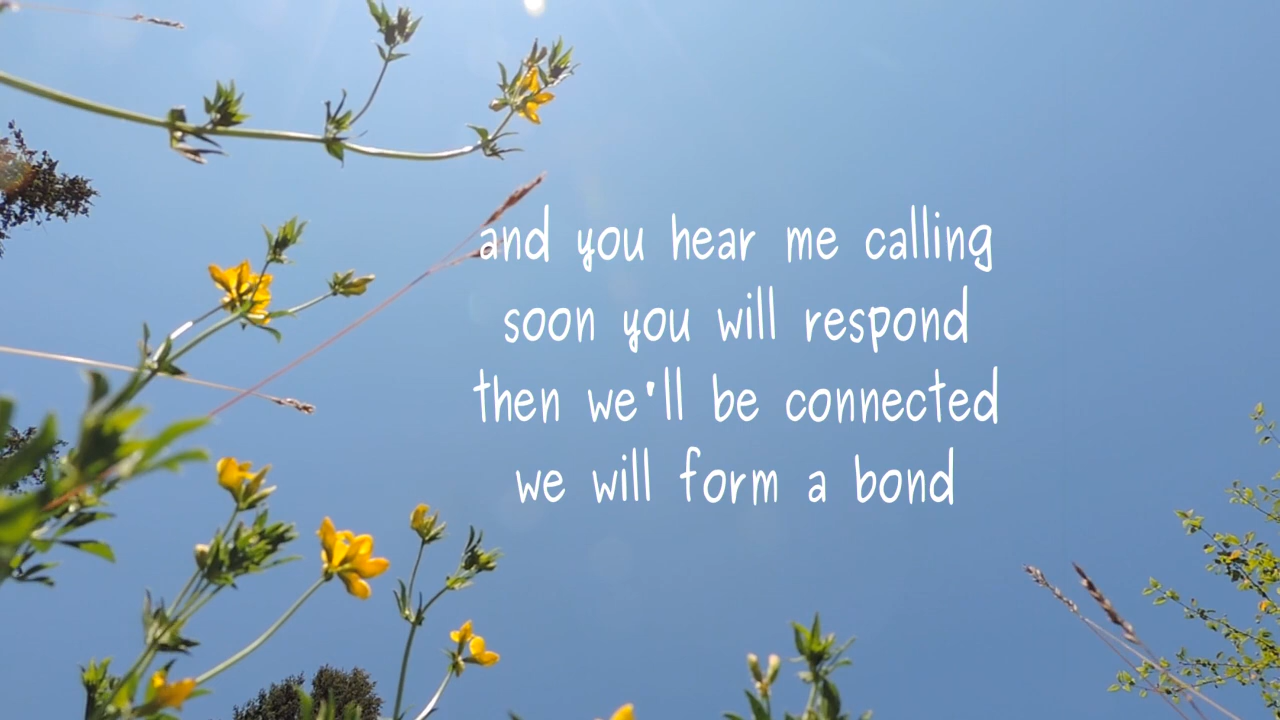 and you hear me calling
soon you will respond
then we'll be connected
we will form a bond